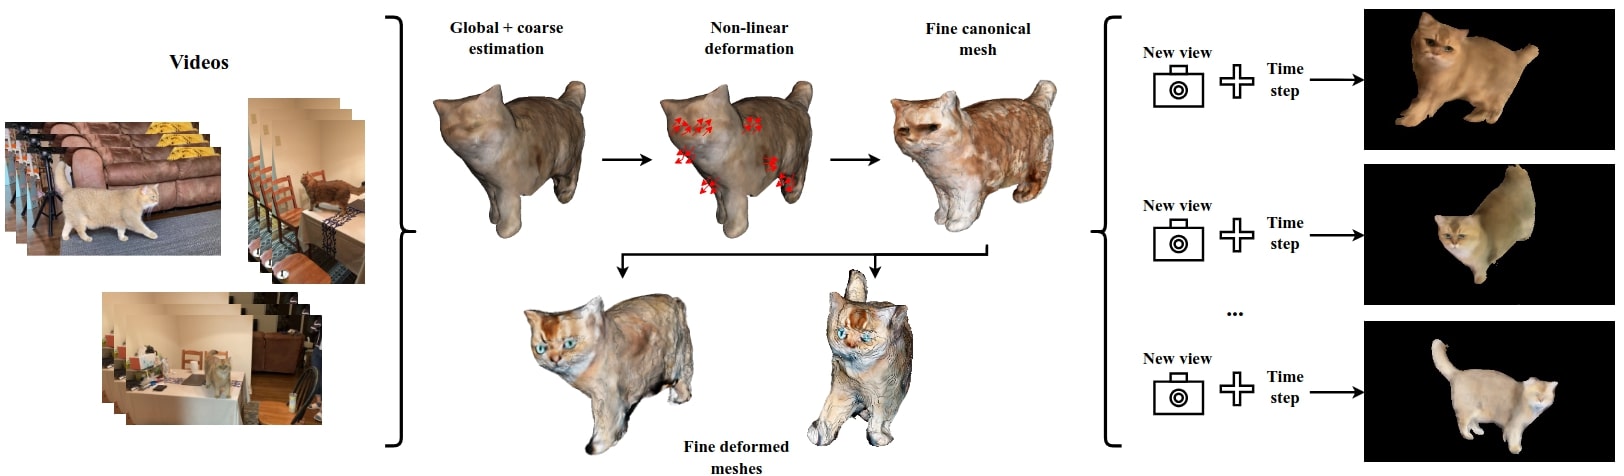 Videos
Global + coarse
estimation
Non-linear
deformation
Fine canonical
mesh
Fine deformed
meshes
New view
Time
step
New view
Time
step
...
New view
Time
step